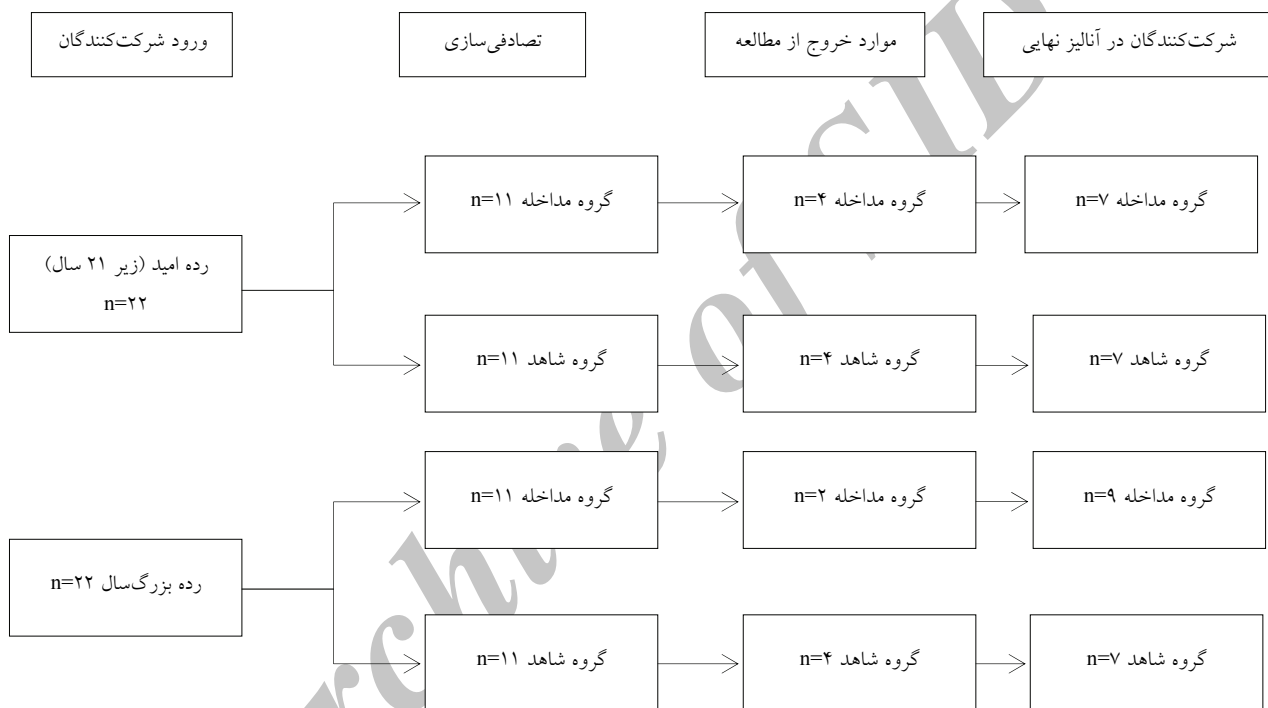 ورود شرکت‌کنندگان
تصادفی‌سازی
موارد خروج از مطالعه
شرکت‌کنندگان در آنالیز نهایی
رده امید (زیر ۲۱ سال)
n=۲۲
گروه مداخله n=۱۱
گروه مداخله n=۴
گروه مداخله n=۷
گروه شاهد n=۱۱
گروه شاهد n=۴
گروه شاهد n=۷
رده بزرگ‌سال n=۲۲
گروه مداخله n=۱۱
گروه مداخله n=۲
گروه مداخله n=۹
گروه شاهد n=۱۱
گروه شاهد n=۴
گروه شاهد n=۷
rchive of SID